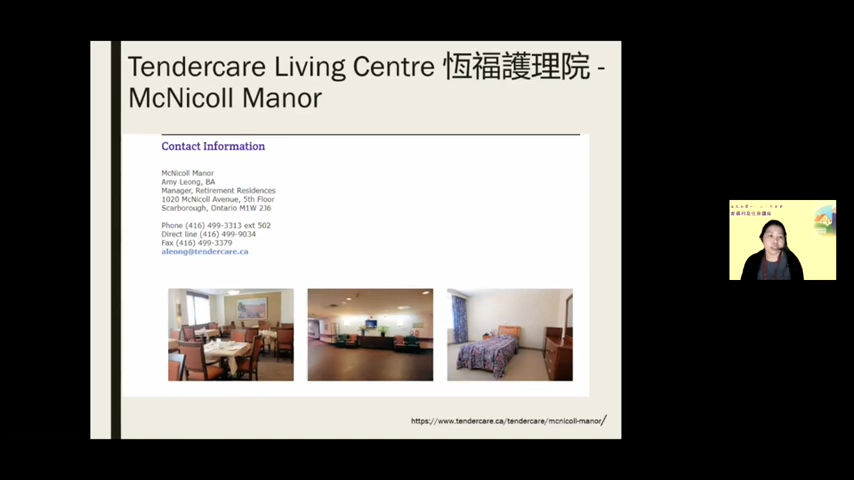 Tendercare Living Centre 恆福護理院 -
McNicoll Manor
Contact Information
McNicoll Manor
Amy Leong, BA
Manager, Retirement Residences
1020 McNicoll Avenue, 5th Floor
Scarborough, Ontario M1W 2J6
Phone (416) 499-3313 ext 502
Direct line (416) 499-9034
Fax (416) 499-3379
aleong@tendercare.ca
https://www.tendercare.ca/tendercare/mcnicoll-manor/